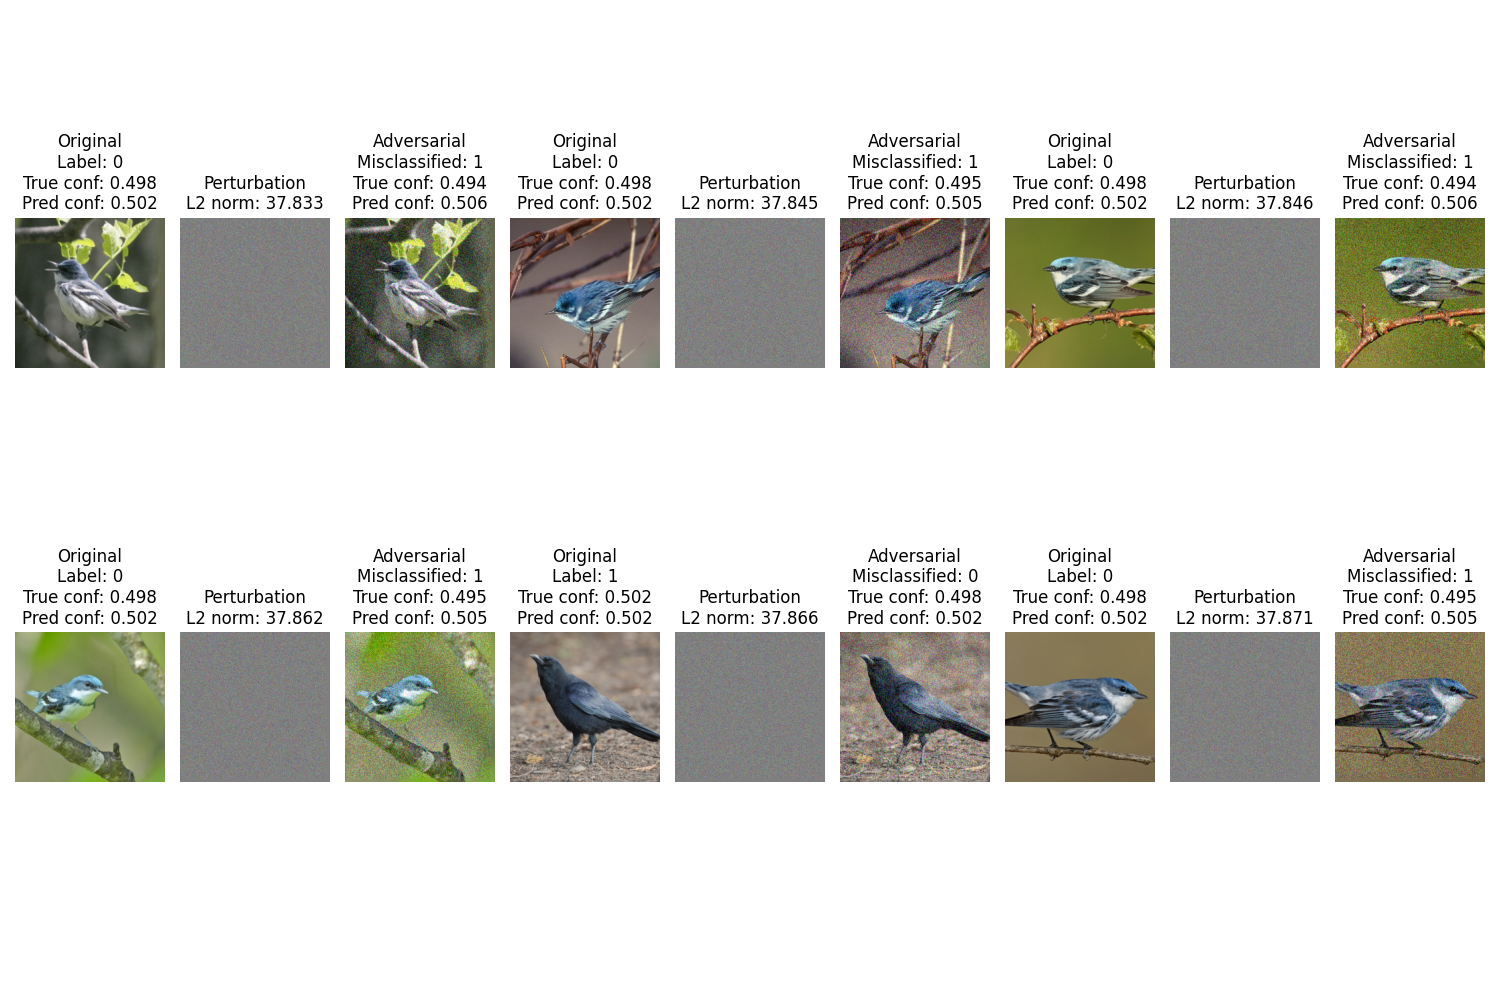 Original
Label: 0
True conf: 0.498
Pred conf: 0.502
Perturbation
L2 norm: 37.833
Adversarial
Misclassified: 1
True conf: 0.494
Pred conf: 0.506
Original
Label: 0
True conf: 0.498
Pred conf: 0.502
Perturbation
L2 norm: 37.845
Adversarial
Misclassified: 1
True conf: 0.495
Pred conf: 0.505
Original
Label: 0
True conf: 0.498
Pred conf: 0.502
Perturbation
L2 norm: 37.846
Adversarial
Misclassified: 1
True conf: 0.494
Pred conf: 0.506
Original
Label: 0
True conf: 0.498
Pred conf: 0.502
Perturbation
L2 norm: 37.862
Adversarial
Misclassified: 1
True conf: 0.495
Pred conf: 0.505
Original
Label: 1
True conf: 0.502
Pred conf: 0.502
Perturbation
L2 norm: 37.866
Adversarial
Misclassified: 0
True conf: 0.498
Pred conf: 0.502
Original
Label: 0
True conf: 0.498
Pred conf: 0.502
Perturbation
L2 norm: 37.871
Adversarial
Misclassified: 1
True conf: 0.495
Pred conf: 0.505